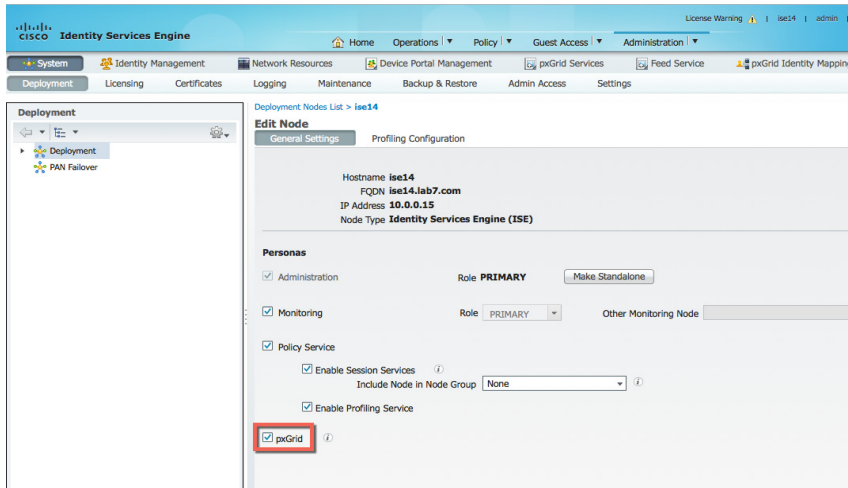 License Warning | ise14 | admin |
CISCO Identity Services Engine
Home Operations Policy Guest Access Administration
System Identity Management Network Resources Device Portal Management pxGrid Services Feed Service pxGrid Identity Mapping
Deployment Licensing Certificates Logging Maintenance Backup & Restore Admin Access Settings
Deployment
Deployment
PAN Failover
Deployment Nodes List > ise14
Edit Node
General Settings Profiling Configuration
Hostname ise14
FQDN ise14.lab7.com
IP Address 10.0.0.15
Node Type Identity Services Engine (ISE)
Personas
Administration Role PRIMARY Make Standalone
Monitoring Role PRIMARY Other Monitoring Node
Policy Service
Enable Session Services i
Include Node in Node Group None i
Enable Profiling Service
pxGrid i